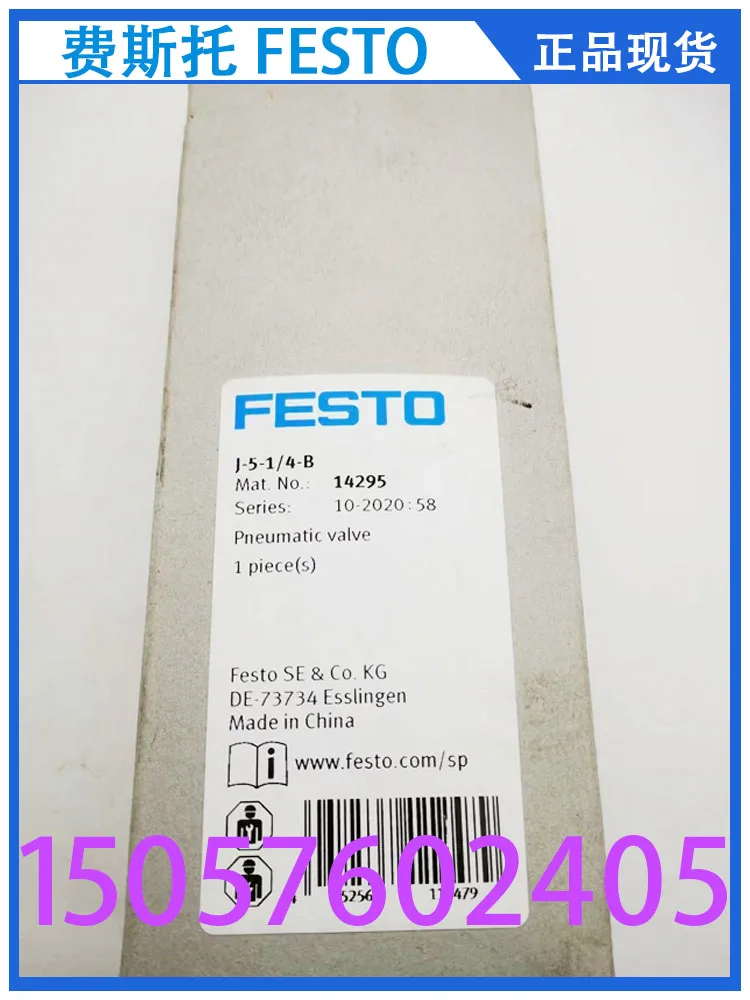 费斯托 FESTO
正品现货
FESTO
J-5-1/4-B
Mat. No.: 14295
Series: 10-2020:58
Pneumatic valve
1 piece(s)
Festo SE & Co. KG
DE-73734 Esslingen
Made in China
www.festo.com/sp
15057602405